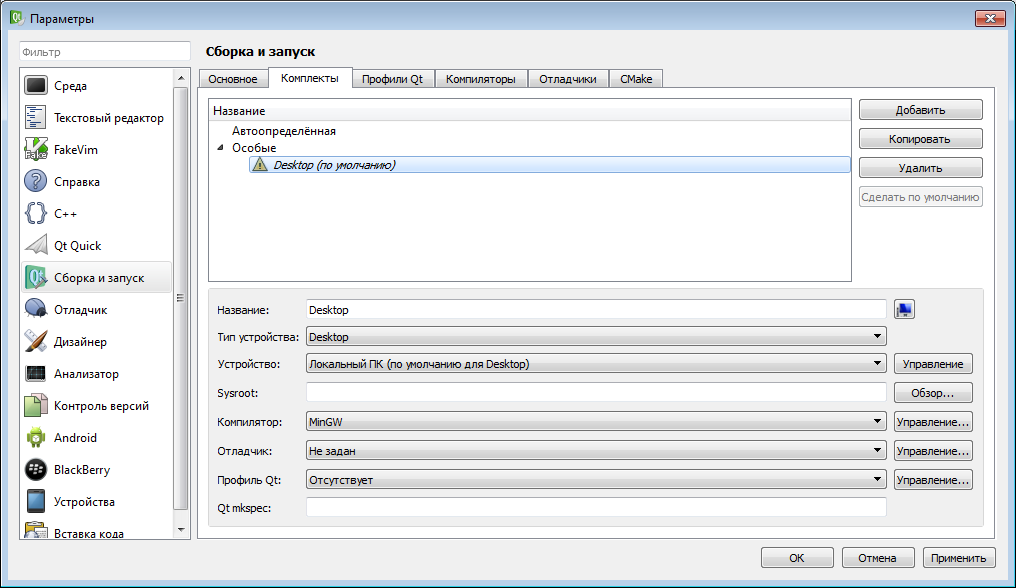 Параметры
Фильтр
Среда
Текстовый редактор
FakeVim
Справка
C++
Qt Quick
Сборка и запуск
Отладчик
Дизайнер
Анализатор
Контроль версий
Android
BlackBerry
Устройства
Вставка кода
Сборка и запуск
Основное Комплекты Профили Qt Компиляторы Отладчики CMake
Название
Автоопределённая
Особые
Desktop (по умолчанию)
Добавить
Копировать
Удалить
Сделать по умолчанию
Название: Desktop
Тип устройства: Desktop
Устройство: Локальный ПК (по умолчанию для Desktop) Управление
Sysroot: Обзор...
Компилятор: MinGW Управление...
Отладчик: Не задан Управление...
Профиль Qt: Отсутствует Управление...
Qt mkspec:
ОК Отмена Применить